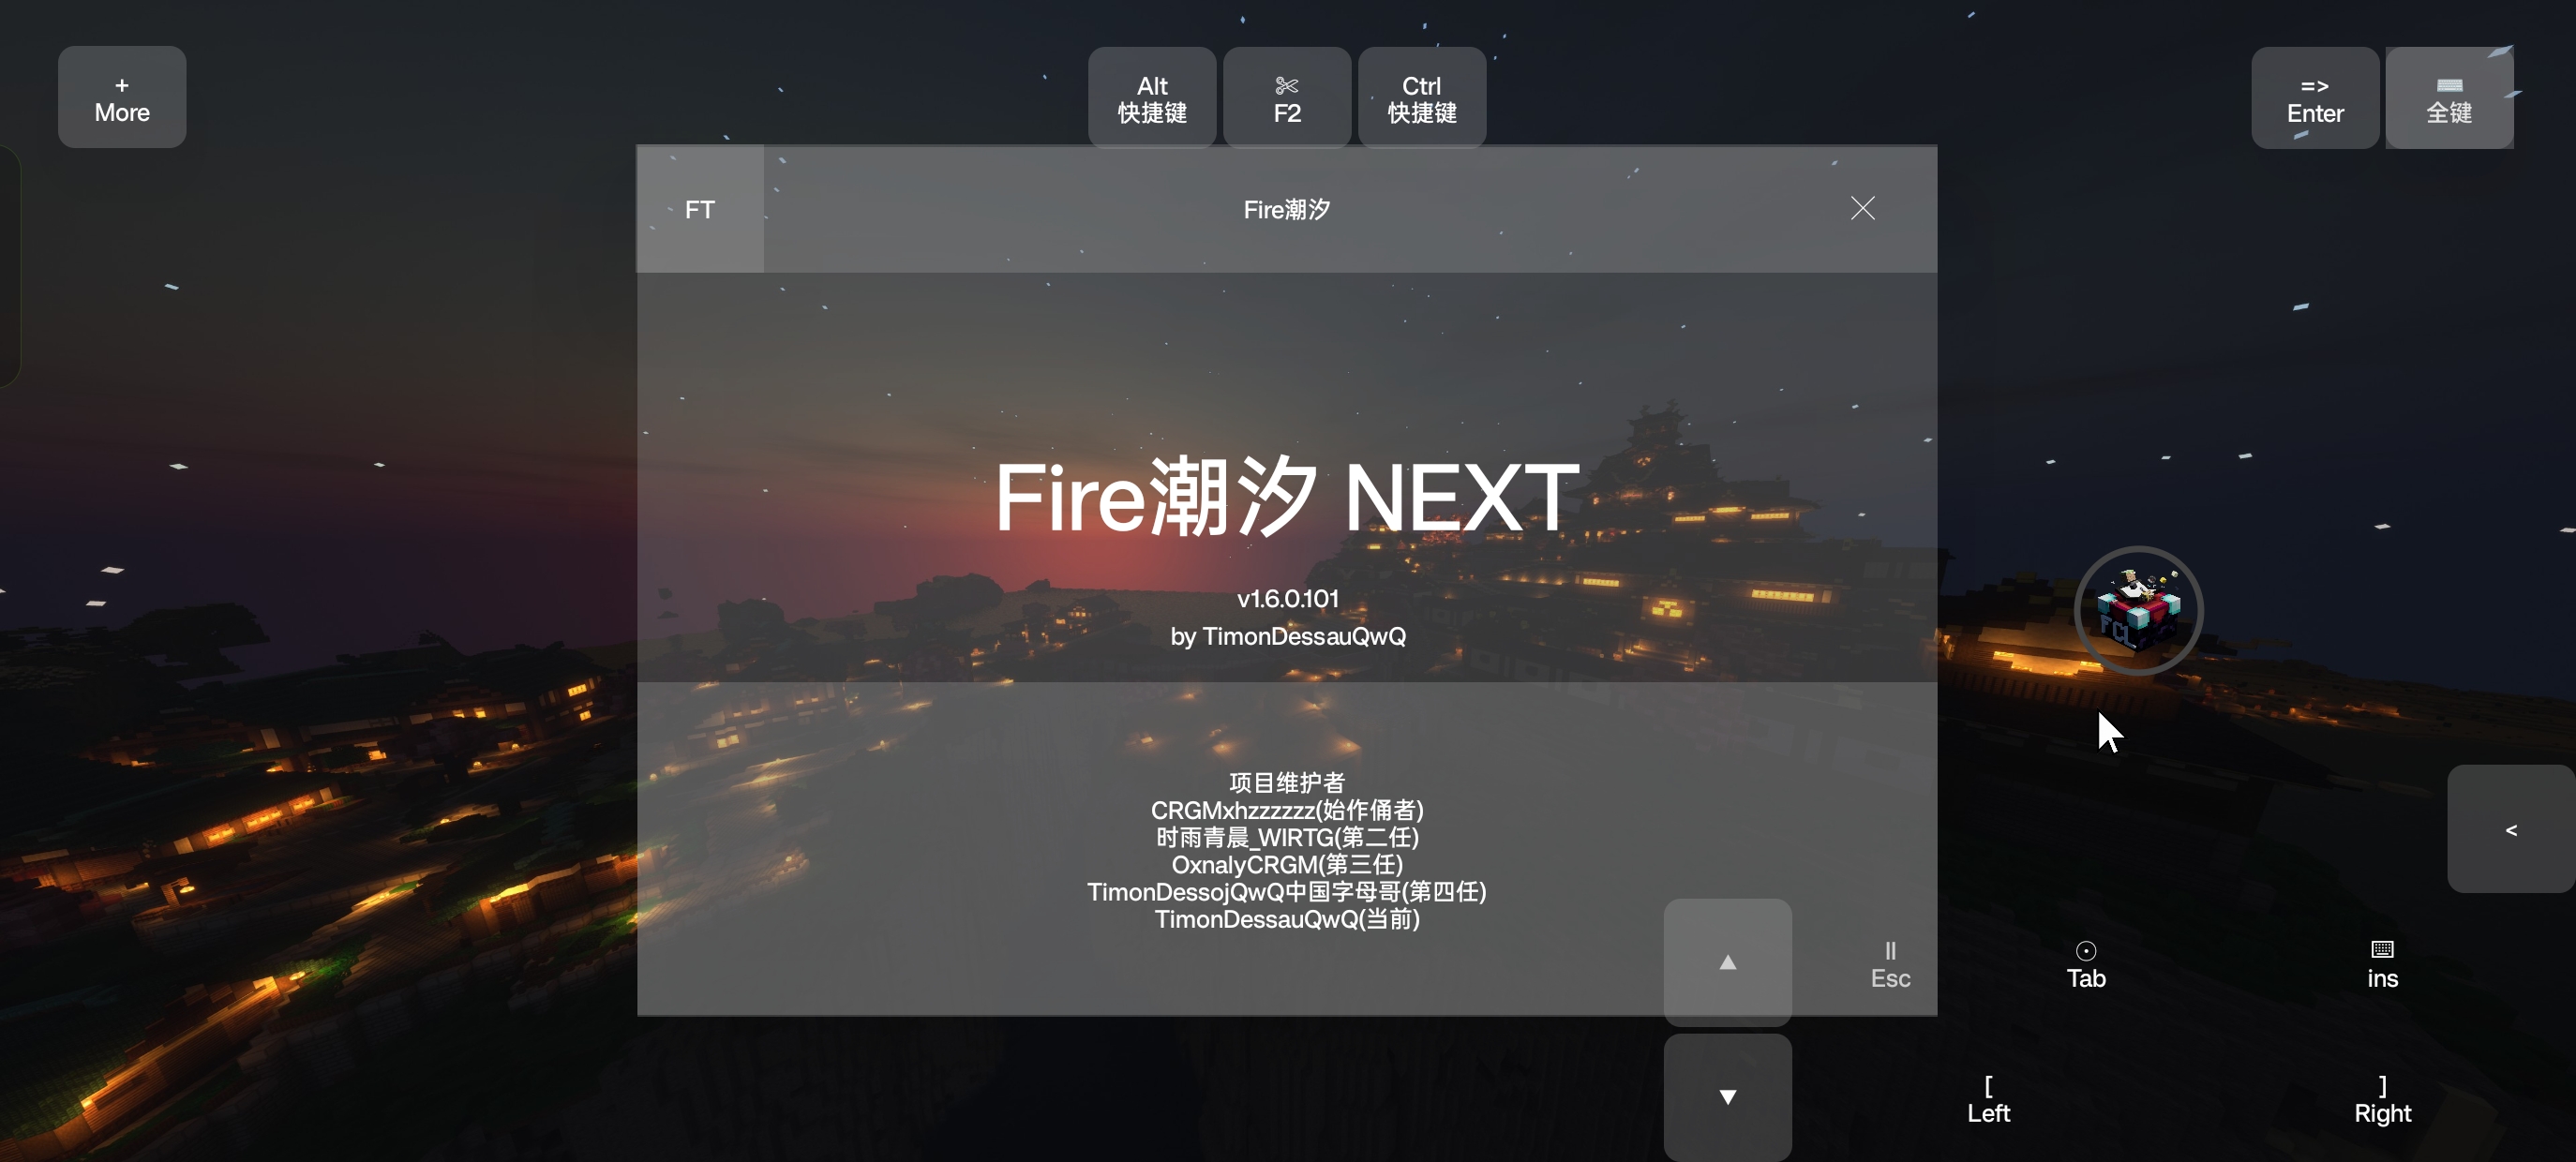 +
More
Alt
快捷键
F2
Ctrl
快捷键
=>
Enter
全键
FT
Fire潮汐
Fire潮汐 NEXT
v1.6.0.101
by TimonDessauQwQ
FCL
项目维护者
CRGMxhzzzzzz(始作俑者)
时雨青晨_WIRTG(第二任)
OxnalyCRGM(第三任)
TimonDessojQwQ中国字母哥(第四任)
TimonDessauQwQ(当前)
<
▲
Esc
Tab
ins
▼
[
Left
]
Right